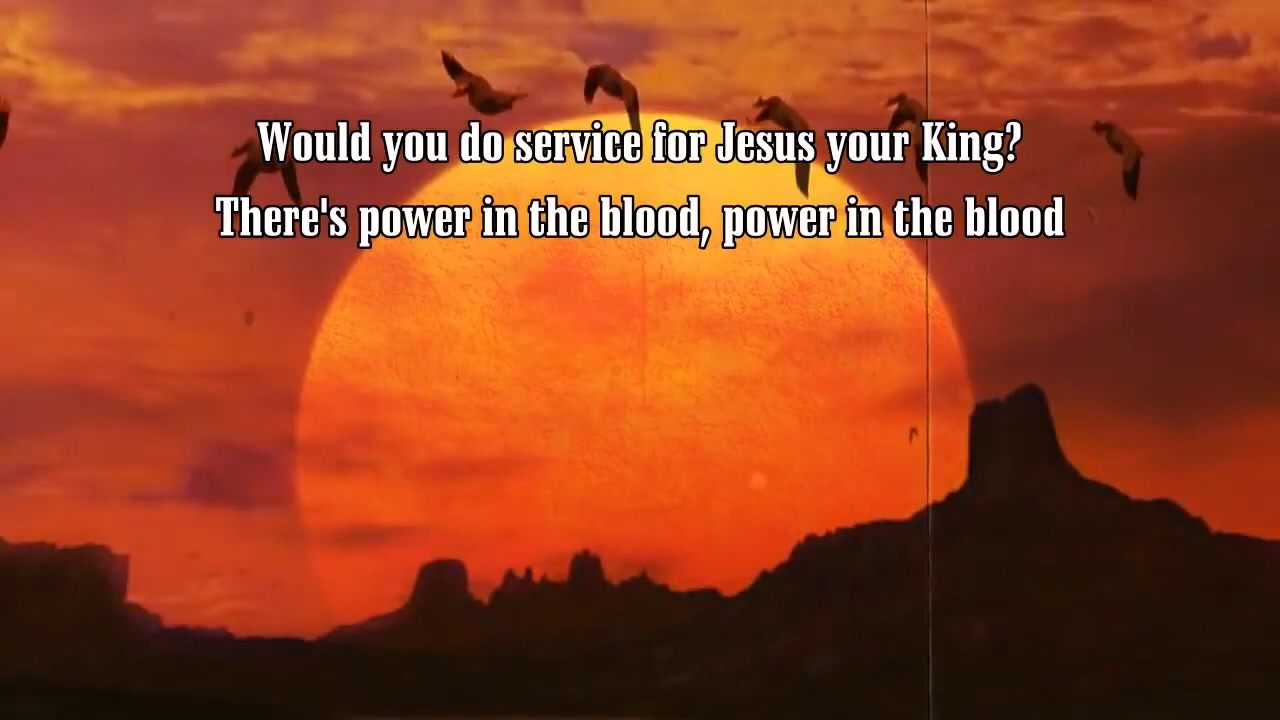 Would you do service for Jesus your King?
There's power in the blood, power in the blood